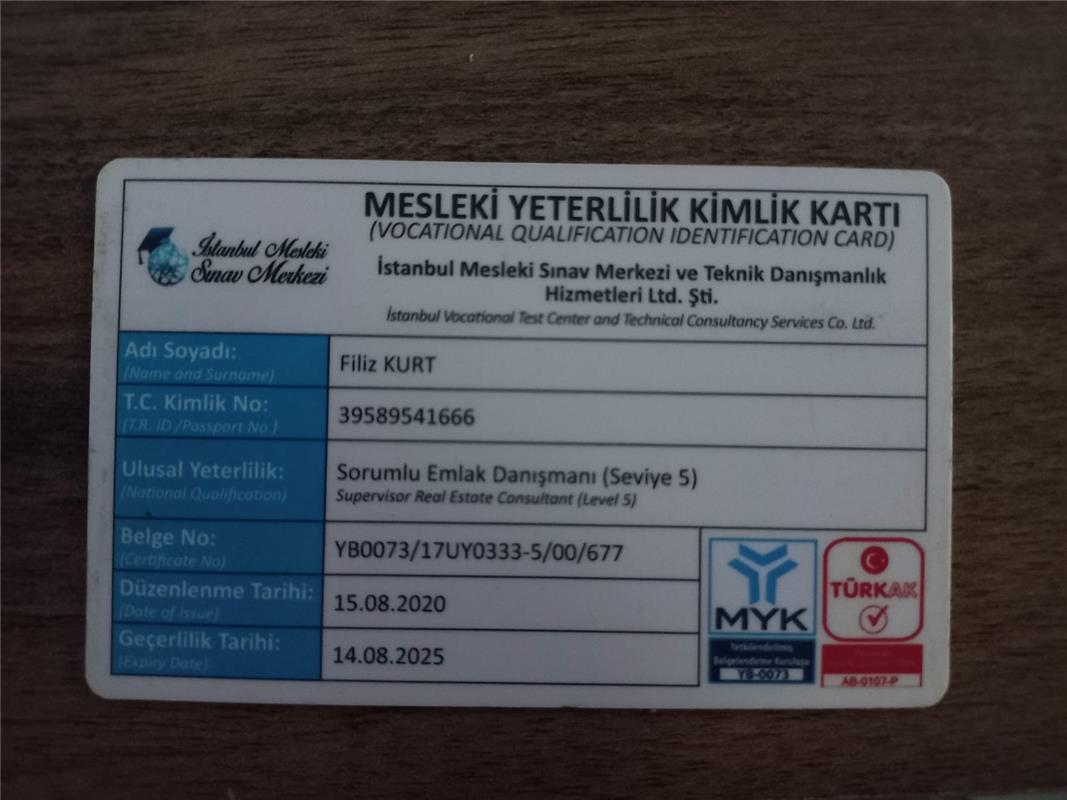 İstanbul Mesleki
Sınav Merkezi
MESLEKİ YETERLİLİK KİMLİK KARTI
(VOCATIONAL QUALIFICATION IDENTIFICATION CARD)
İstanbul Mesleki Sınav Merkezi ve Teknik Danışmanlık
Hizmetleri Ltd. Şti.
İstanbul Vocational Test Center and Technical Consultancy Services Co. Ltd.
Adı Soyadı:
(Name and Surname)
Filiz KURT
T.C. Kimlik No:
(T.R. ID /Passport No )
39589541666
Ulusal Yeterlilik:
(National Qualification)
Sorumlu Emlak Danışmanı (Seviye 5)
Supervisor Real Estate Consultant (Level 5)
Belge No:
(Certificate No)
YB0073/17UY0333-5/00/677
Düzenlenme Tarihi:
(Date of Issue)
15.08.2020
Geçerlilik Tarihi:
(Expiry Date)
14.08.2025
MYK
Yetkilendirilmiş
Belgelendirme Kuruluşu
YB-0073
TÜRKAK
AB-0107-P